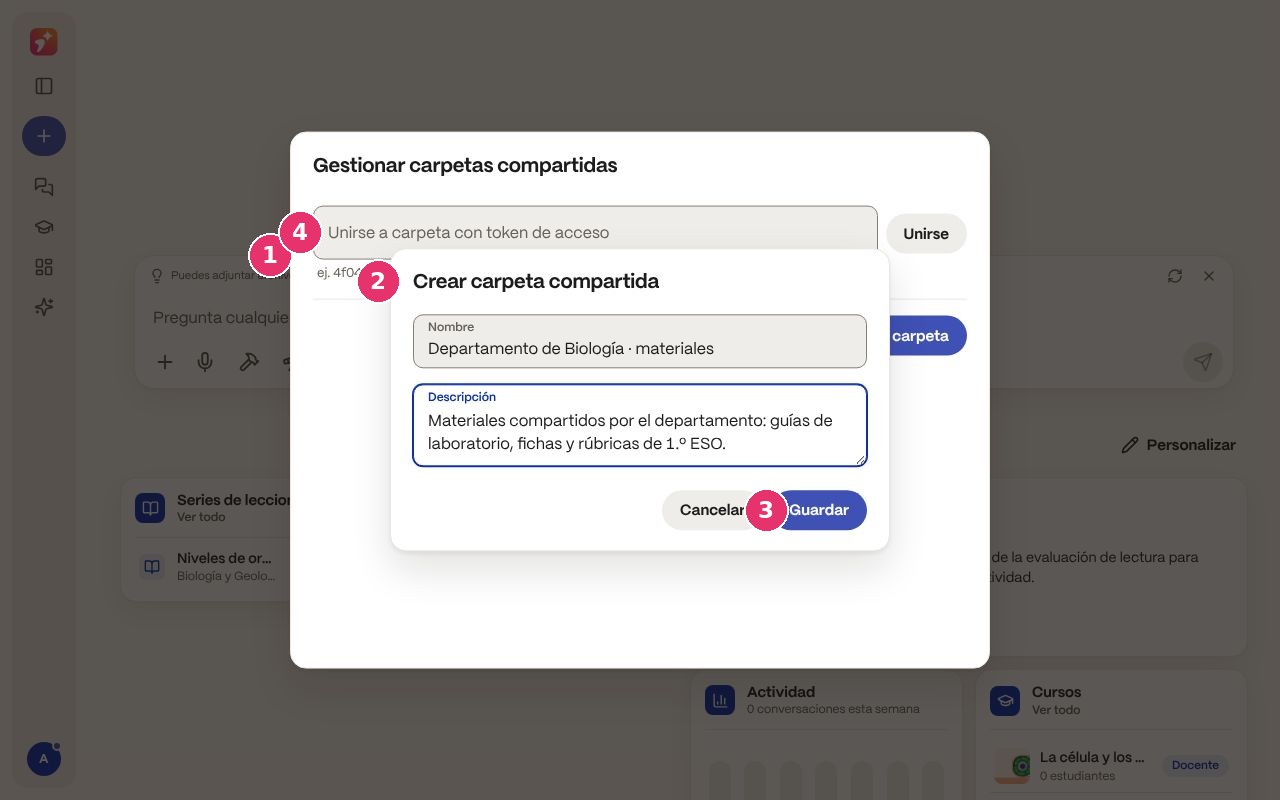 Gestionar carpetas compartidas
4
Unirse a carpeta con token de acceso
Unirse
1
ej. 4f04
Puedes adjuntar
2
Crear carpeta compartida
Nombre
Departamento de Biología · materiales
Pregunta cualquie
carpeta
Descripción
Materiales compartidos por el departamento: guías de
laboratorio, fichas y rúbricas de 1.º ESO.
Personalizar
Cancelar
3
Guardar
Series de leccion
Ver todo
Niveles de or...
Biología y Geolo...
de la evaluación de lectura para
tividad.
Actividad
0 conversaciones esta semana
Cursos
Ver todo
La célula y los ...
0 estudiantes
Docente
A